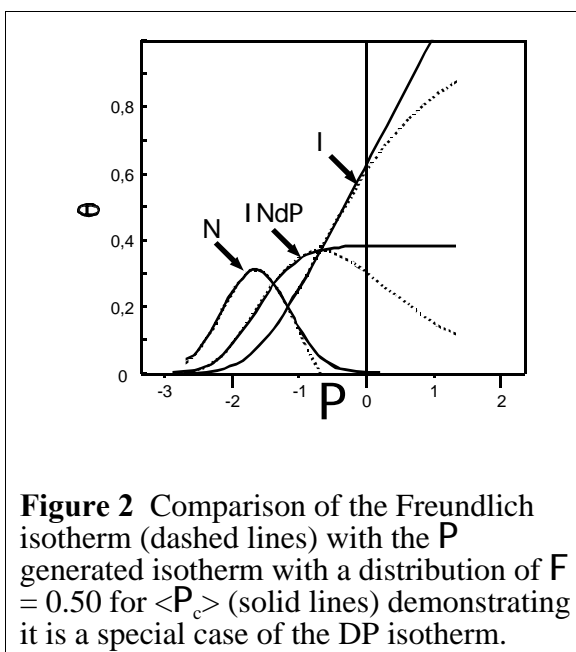 0,8
0,6
0,4
0,2
0
θ
I
I NdP
N
-3
-2
-1
0
1
2
P
Figure 2 Comparison of the Freundlich
isotherm (dashed lines) with the P
generated isotherm with a distribution of F
= 0.50 for <P_c> (solid lines) demonstrating
it is a special case of the DP isotherm.